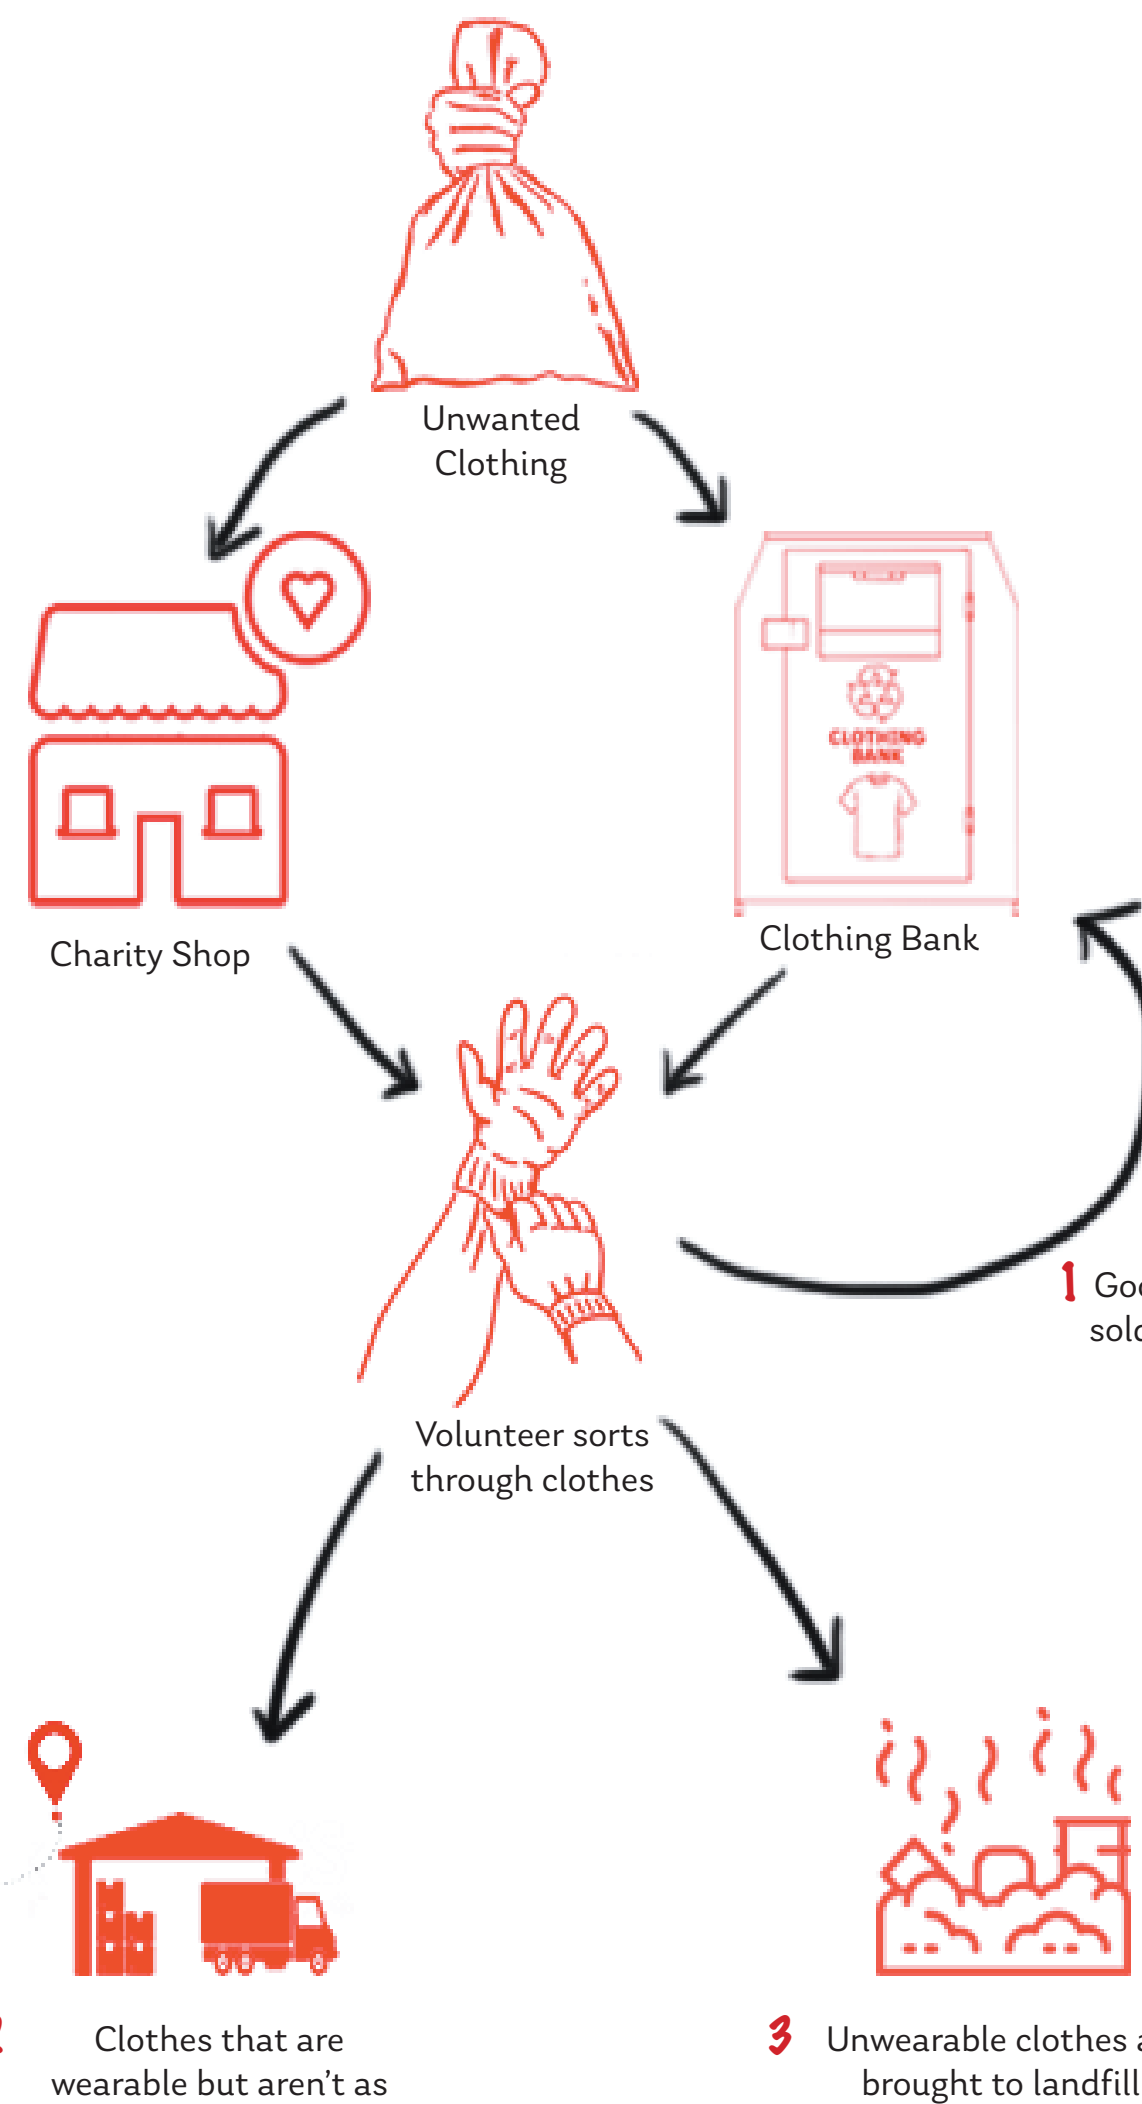 Unwanted
Clothing
CLOTHING
BANK
Charity Shop
Clothing Bank
1
sold
Volunteer sorts
through clothes
Clothes that are
wearable but aren't as
3 Unwearable clothes
brought to landfill